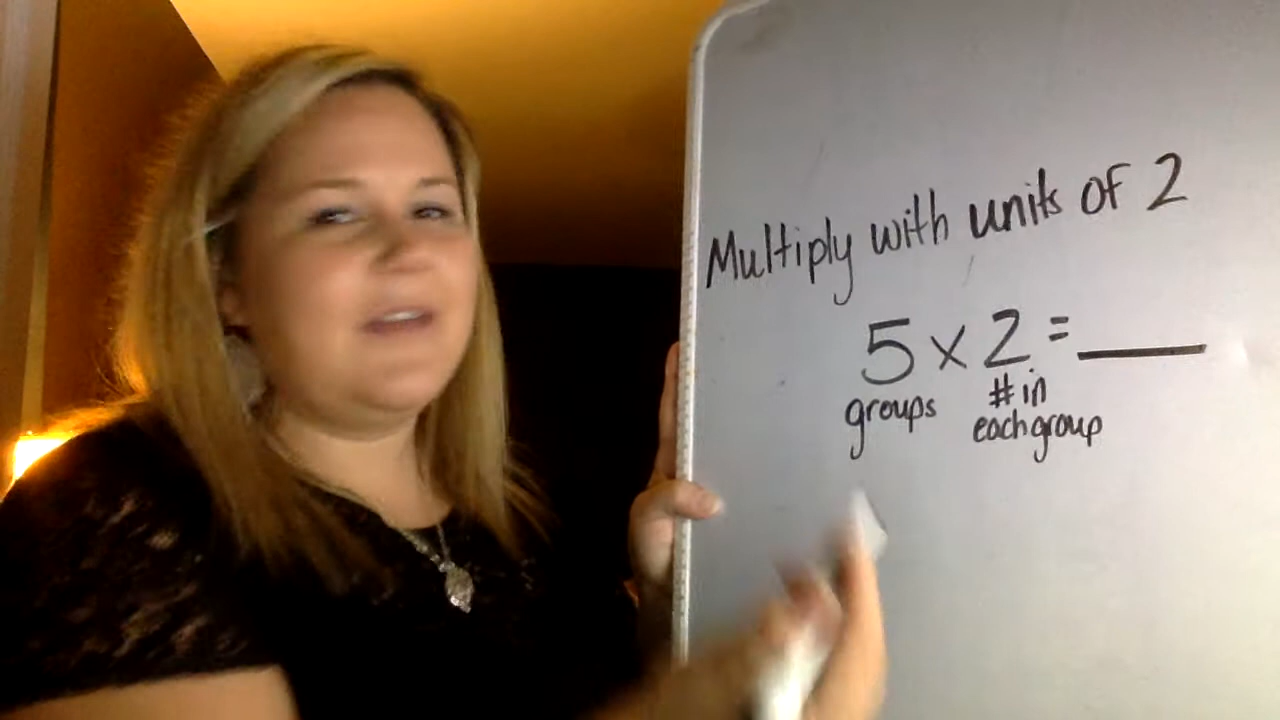 Multiply with units of 2
5 x 2 = ____
groups # in
each group